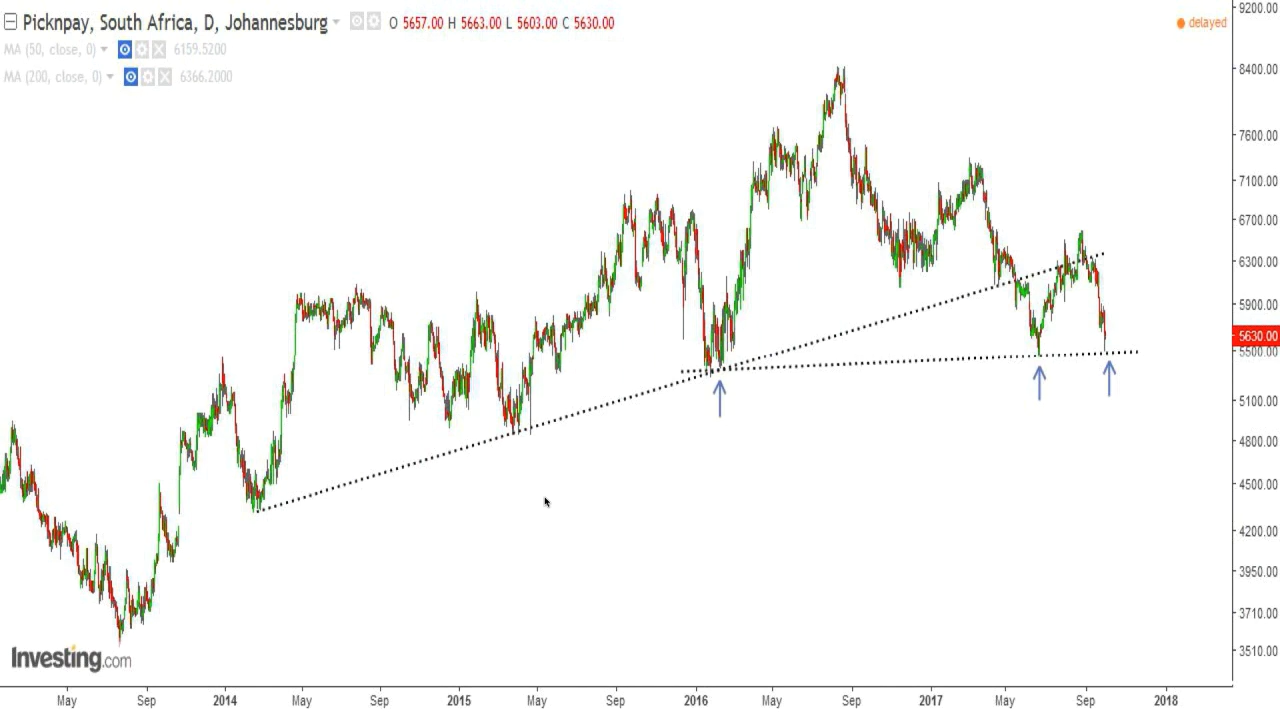 Picknpay, South Africa, D, Johannesburg O 5657.00 H 5663.00 L 5603.00 C 5630.00
delayed
MA (50, close, 0) 6159.5200
MA (200, close, 0) 6366.2000
9200.00
8400.00
7600.00
7100.00
6700.00
6300.00
5900.00
5630.00
5500.00
5100.00
4800.00
4500.00
4200.00
3950.00
3710.00
3510.00
Investing.com
May Sep 2014 May Sep 2015 May Sep 2016 May Sep 2017 May Sep 2018